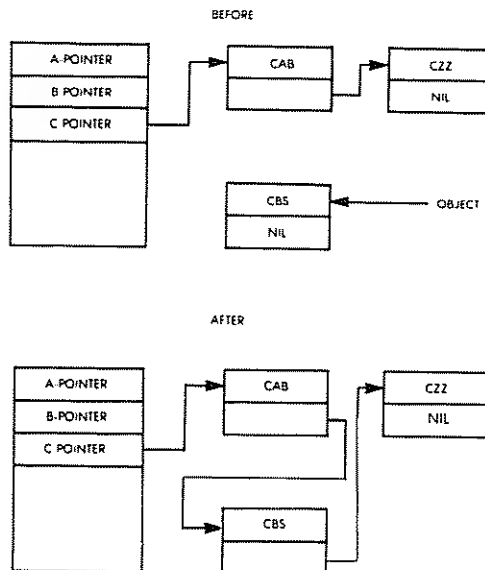 BEFORE
A-POINTER
B POINTER
C POINTER
CAB
CZZ
NIL
CBS
NIL
OBJECT
AFTER
A-POINTER
B-POINTER
C POINTER
CAB
CZZ
NIL
CBS